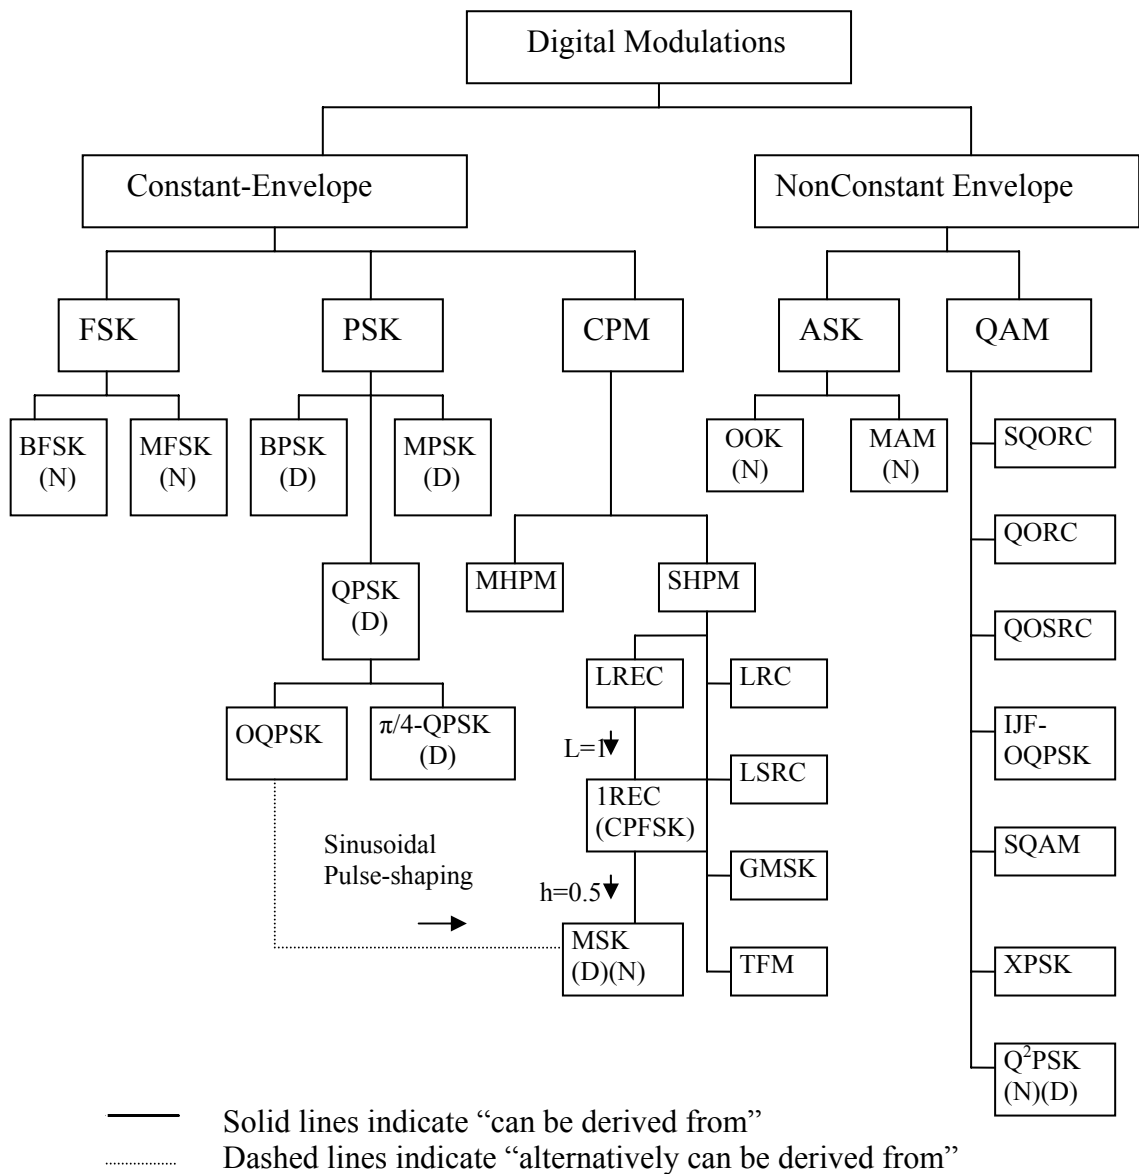 Digital Modulations
Constant-Envelope
NonConstant Envelope
FSK
PSK
CPM
ASK
QAM
BFSK
(N)
MFSK
(N)
BPSK
(D)
MPSK
(D)
OOK
(N)
MAM
(N)
SQORC
QORC
QPSK
(D)
MHPM
SHPM
QOSRC
LREC
LRC
OQPSK
π/4-QPSK
(D)
IJF-
OQPSK
L=1
1REC
(CPFSK)
LSRC
Sinusoidal
Pulse-shaping
SQAM
h=0.5
GMSK
MSK
(D)(N)
TFM
XPSK
Q²PSK
(N)(D)
Solid lines indicate “can be derived from”
Dashed lines indicate “alternatively can be derived from”